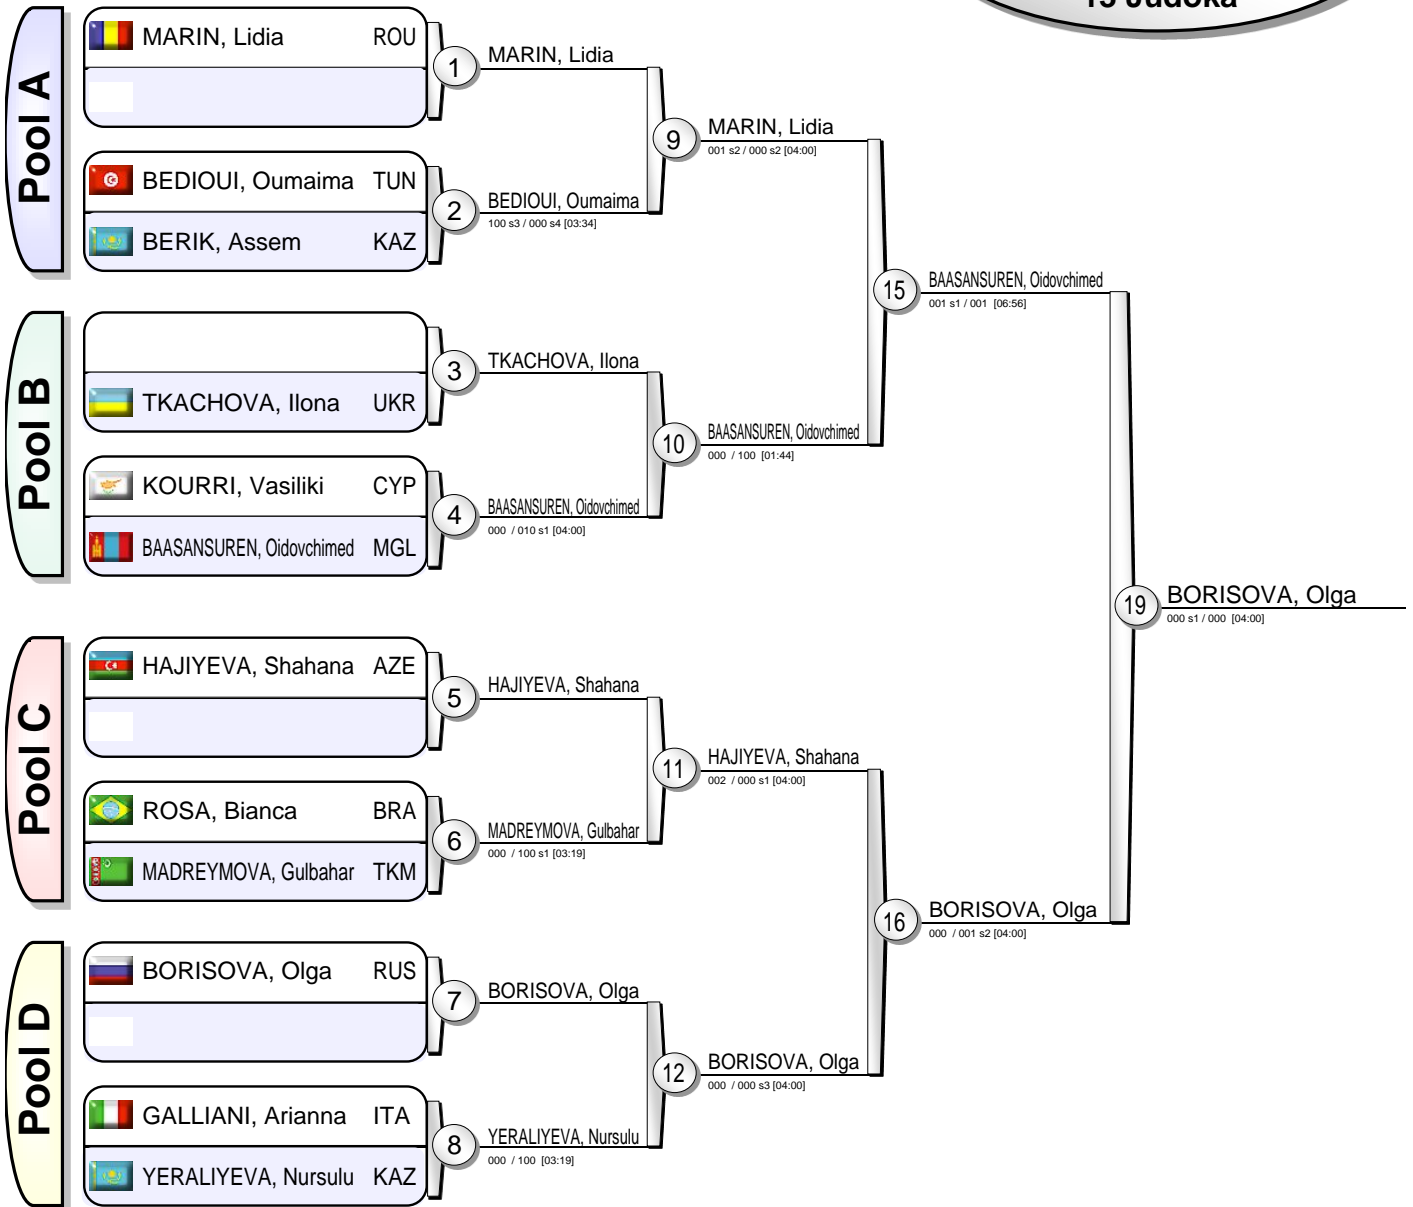 13 Judoka
Pool A
MARIN, Lidia ROU
1
MARIN, Lidia
BEDIOUI, Oumaima TUN
BERIK, Assem KAZ
2
BEDIOUI, Oumaima
100 s3 / 000 s4 [03:34]
9
MARIN, Lidia
001 s2 / 000 s2 [04:00]
Pool B
TKACHOVA, Ilona UKR
3
TKACHOVA, Ilona
KOURRI, Vasiliki CYP
BAASANSUREN, Oidovchimed MGL
4
BAASANSUREN, Oidovchimed
000 / 010 s1 [04:00]
10
BAASANSUREN, Oidovchimed
000 / 100 [01:44]
15
BAASANSUREN, Oidovchimed
001 s1 / 001 [06:56]
Pool C
HAJIYEVA, Shahana AZE
5
HAJIYEVA, Shahana
ROSA, Bianca BRA
MADREYMOVA, Gulbahar TKM
6
MADREYMOVA, Gulbahar
000 / 100 s1 [03:19]
11
HAJIYEVA, Shahana
002 / 000 s1 [04:00]
Pool D
BORISOVA, Olga RUS
7
BORISOVA, Olga
GALLIANI, Arianna ITA
YERALIYEVA, Nursulu KAZ
8
YERALIYEVA, Nursulu
000 / 100 [03:19]
12
BORISOVA, Olga
000 / 000 s3 [04:00]
16
BORISOVA, Olga
000 / 001 s2 [04:00]
19
BORISOVA, Olga
000 s1 / 000 [04:00]